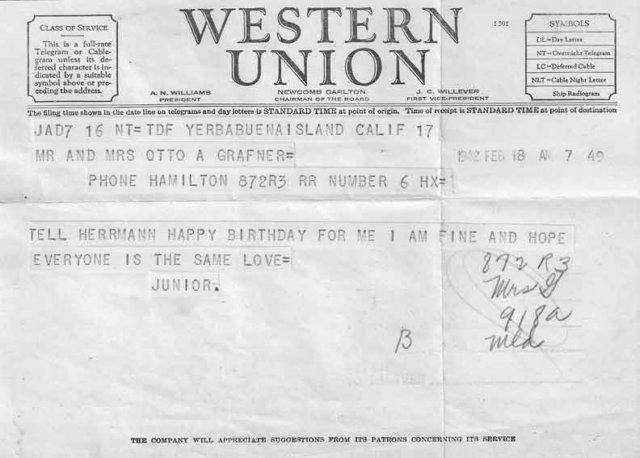 WESTERN
UNION
1201
CLASS OF SERVICE
This is a full-rate
Telegram or Cable-
gram unless its de-
ferred character is in-
dicated by a suitable
symbol above or pre-
ceding the address.
SYMBOLS
DL=Day Letter
NT=Overnight Telegram
LC=Deferred Cable
NLT=Cable Night Letter
Ship Radiogram
A. N. WILLIAMS
PRESIDENT
NEWCOMB CARLTON
CHAIRMAN OF THE BOARD
J. C. WILLEVER
FIRST VICE-PRESIDENT
The filing time shown in the date line on telegrams and day letters is STANDARD TIME at point of origin. Time of receipt is STANDARD TIME at point of destination
JAD7 16 NT=TDF YERBABUENAISLAND CALIF 17
MR AND MRS OTTO A GRAFNER=
1942 FEB 18 AM 7 49
PHONE HAMILTON 872R3 RR NUMBER 6 HX=
TELL HERRMANN HAPPY BIRTHDAY FOR ME I AM FINE AND HOPE
EVERYONE IS THE SAME LOVE=
JUNIOR.
872 R3
Mrs G
918a
B
THE COMPANY WILL APPRECIATE SUGGESTIONS FROM ITS PATRONS CONCERNING ITS SERVICE